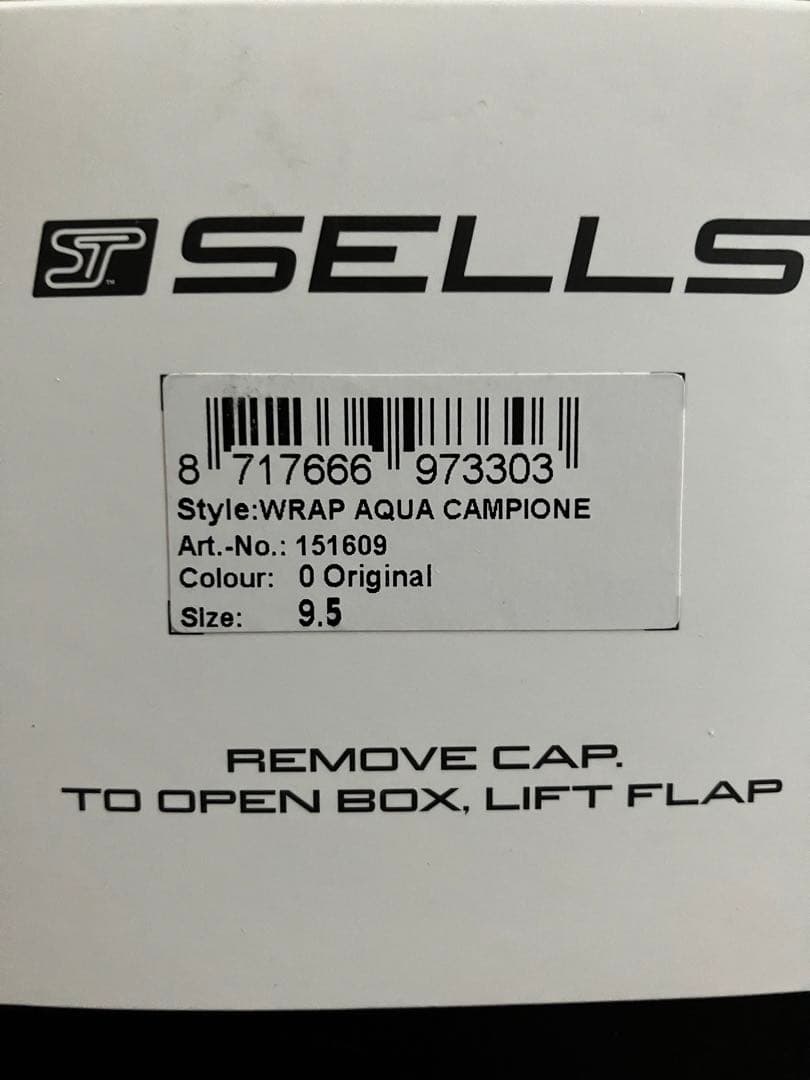 ST™ SELLS
8 717666 973303
Style:WRAP AQUA CAMPIONE
Art.-No.: 151609
Colour: 0 Original
Size: 9.5
REMOVE CAP.
TO OPEN BOX, LIFT FLAP